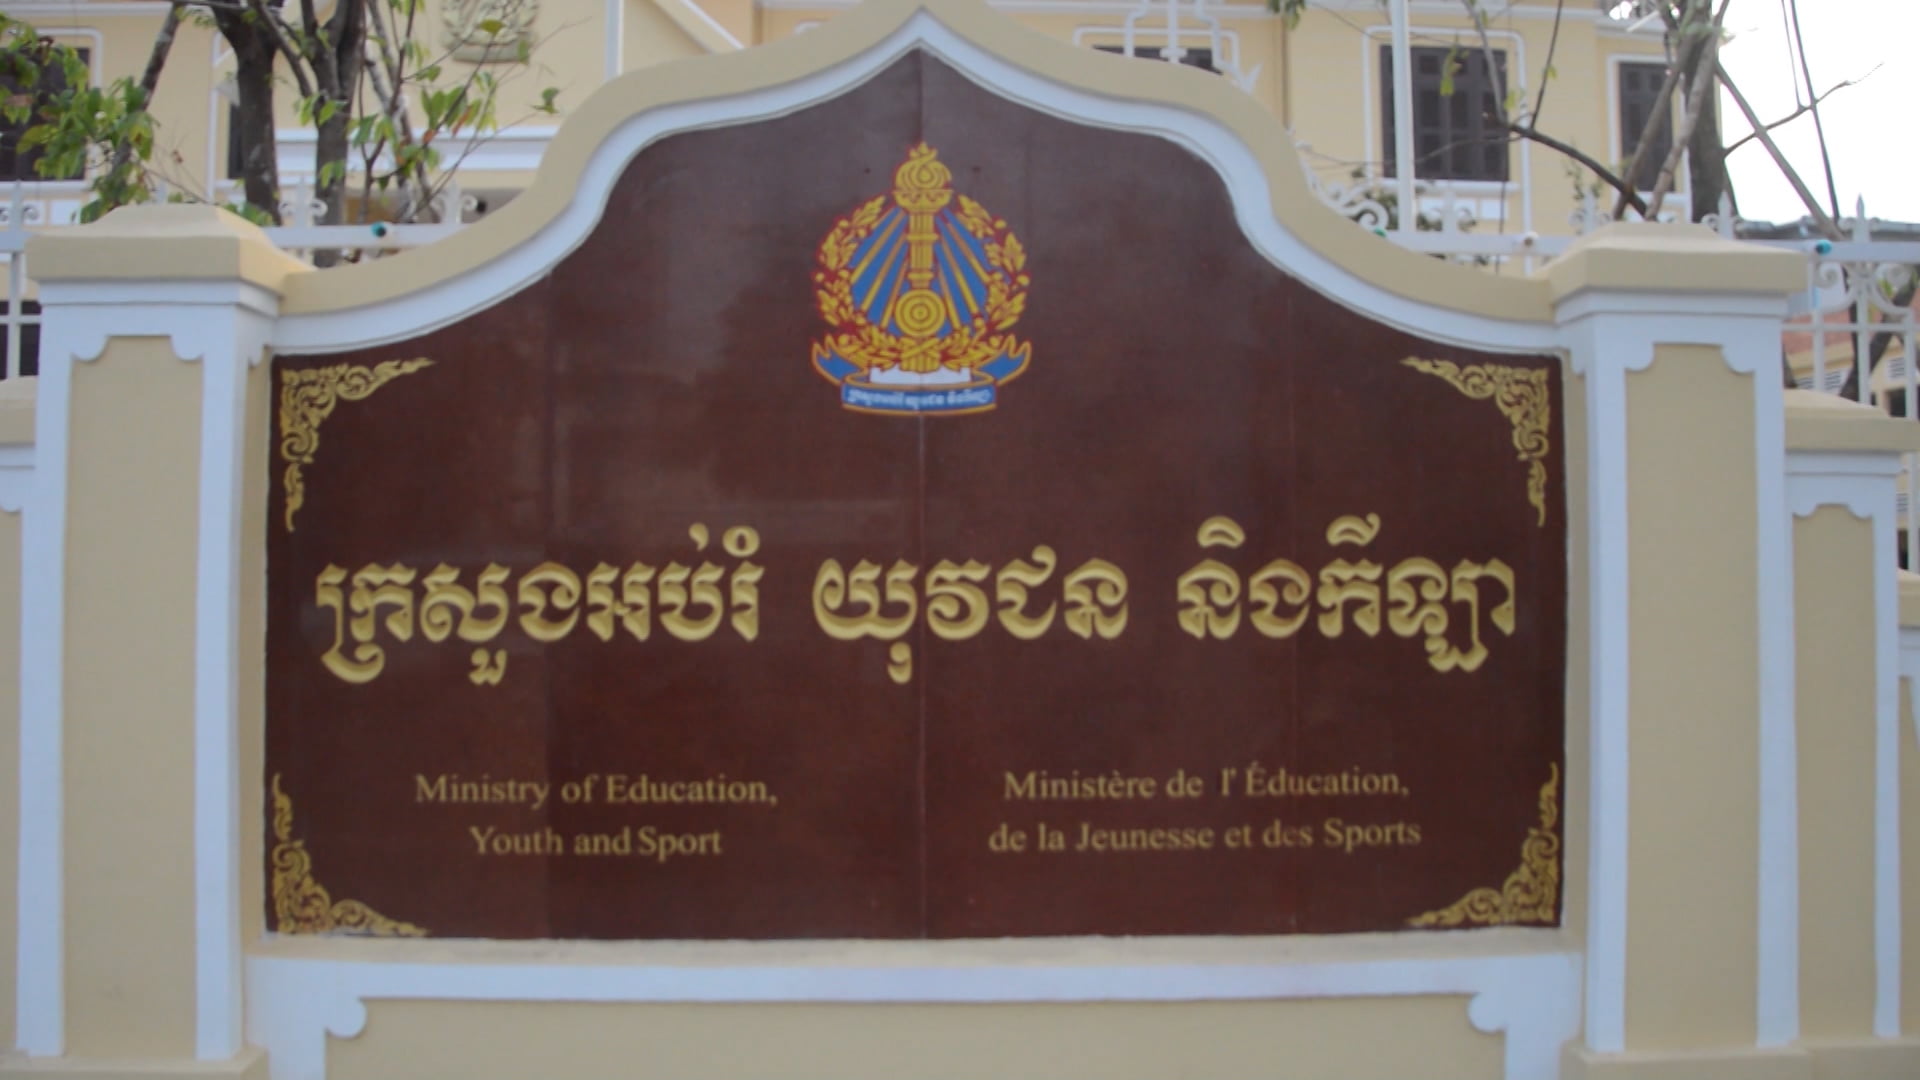 ក្រសួងអប់រំ យុវជន និងកីឡា
Ministry of Education,
Youth and Sport
Ministère de l'Éducation,
de la Jeunesse et des Sports